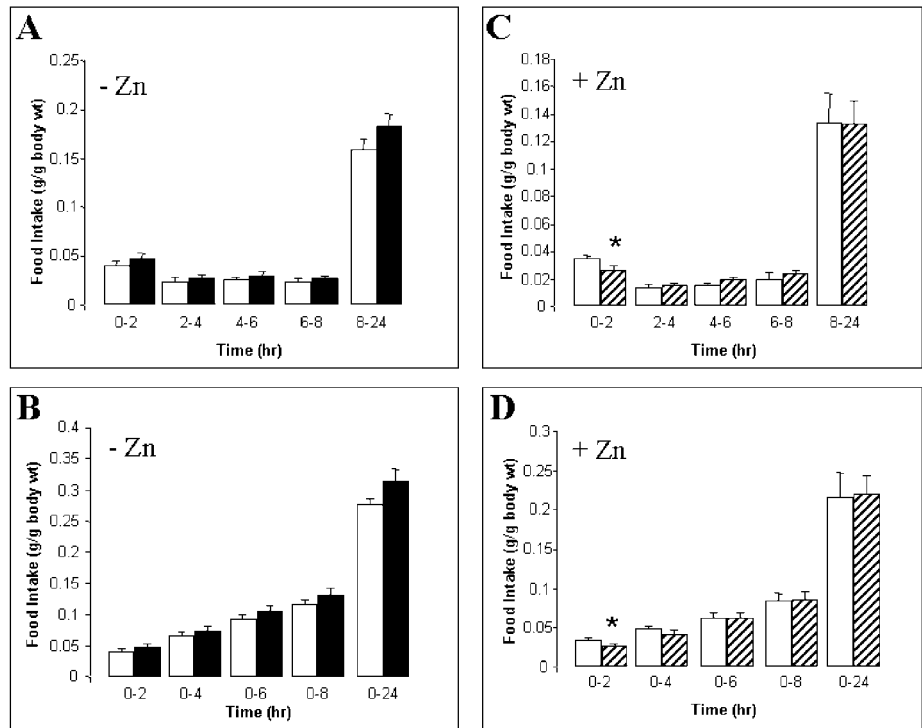 A
- Zn
Food Intake (g/g body wt)
0.25
0.2
0.15
0.1
0.05
0
0-2 2-4 4-6 6-8 8-24
Time (hr)
C
+ Zn
Food Intake (g/g body wt)
0.18
0.16
0.14
0.12
0.1
0.08
0.06
0.04
0.02
0
*
0-2 2-4 4-6 6-8 8-24
Time (hr)
B
- Zn
Food Intake (g/g body wt)
0.4
0.35
0.3
0.25
0.2
0.15
0.1
0.05
0
0-2 0-4 0-6 0-8 0-24
Time (hr)
D
+ Zn
Food Intake (g/g body wt)
0.3
0.25
0.2
0.15
0.1
0.05
0
*
0-2 0-4 0-6 0-8 0-24
Time (hr)